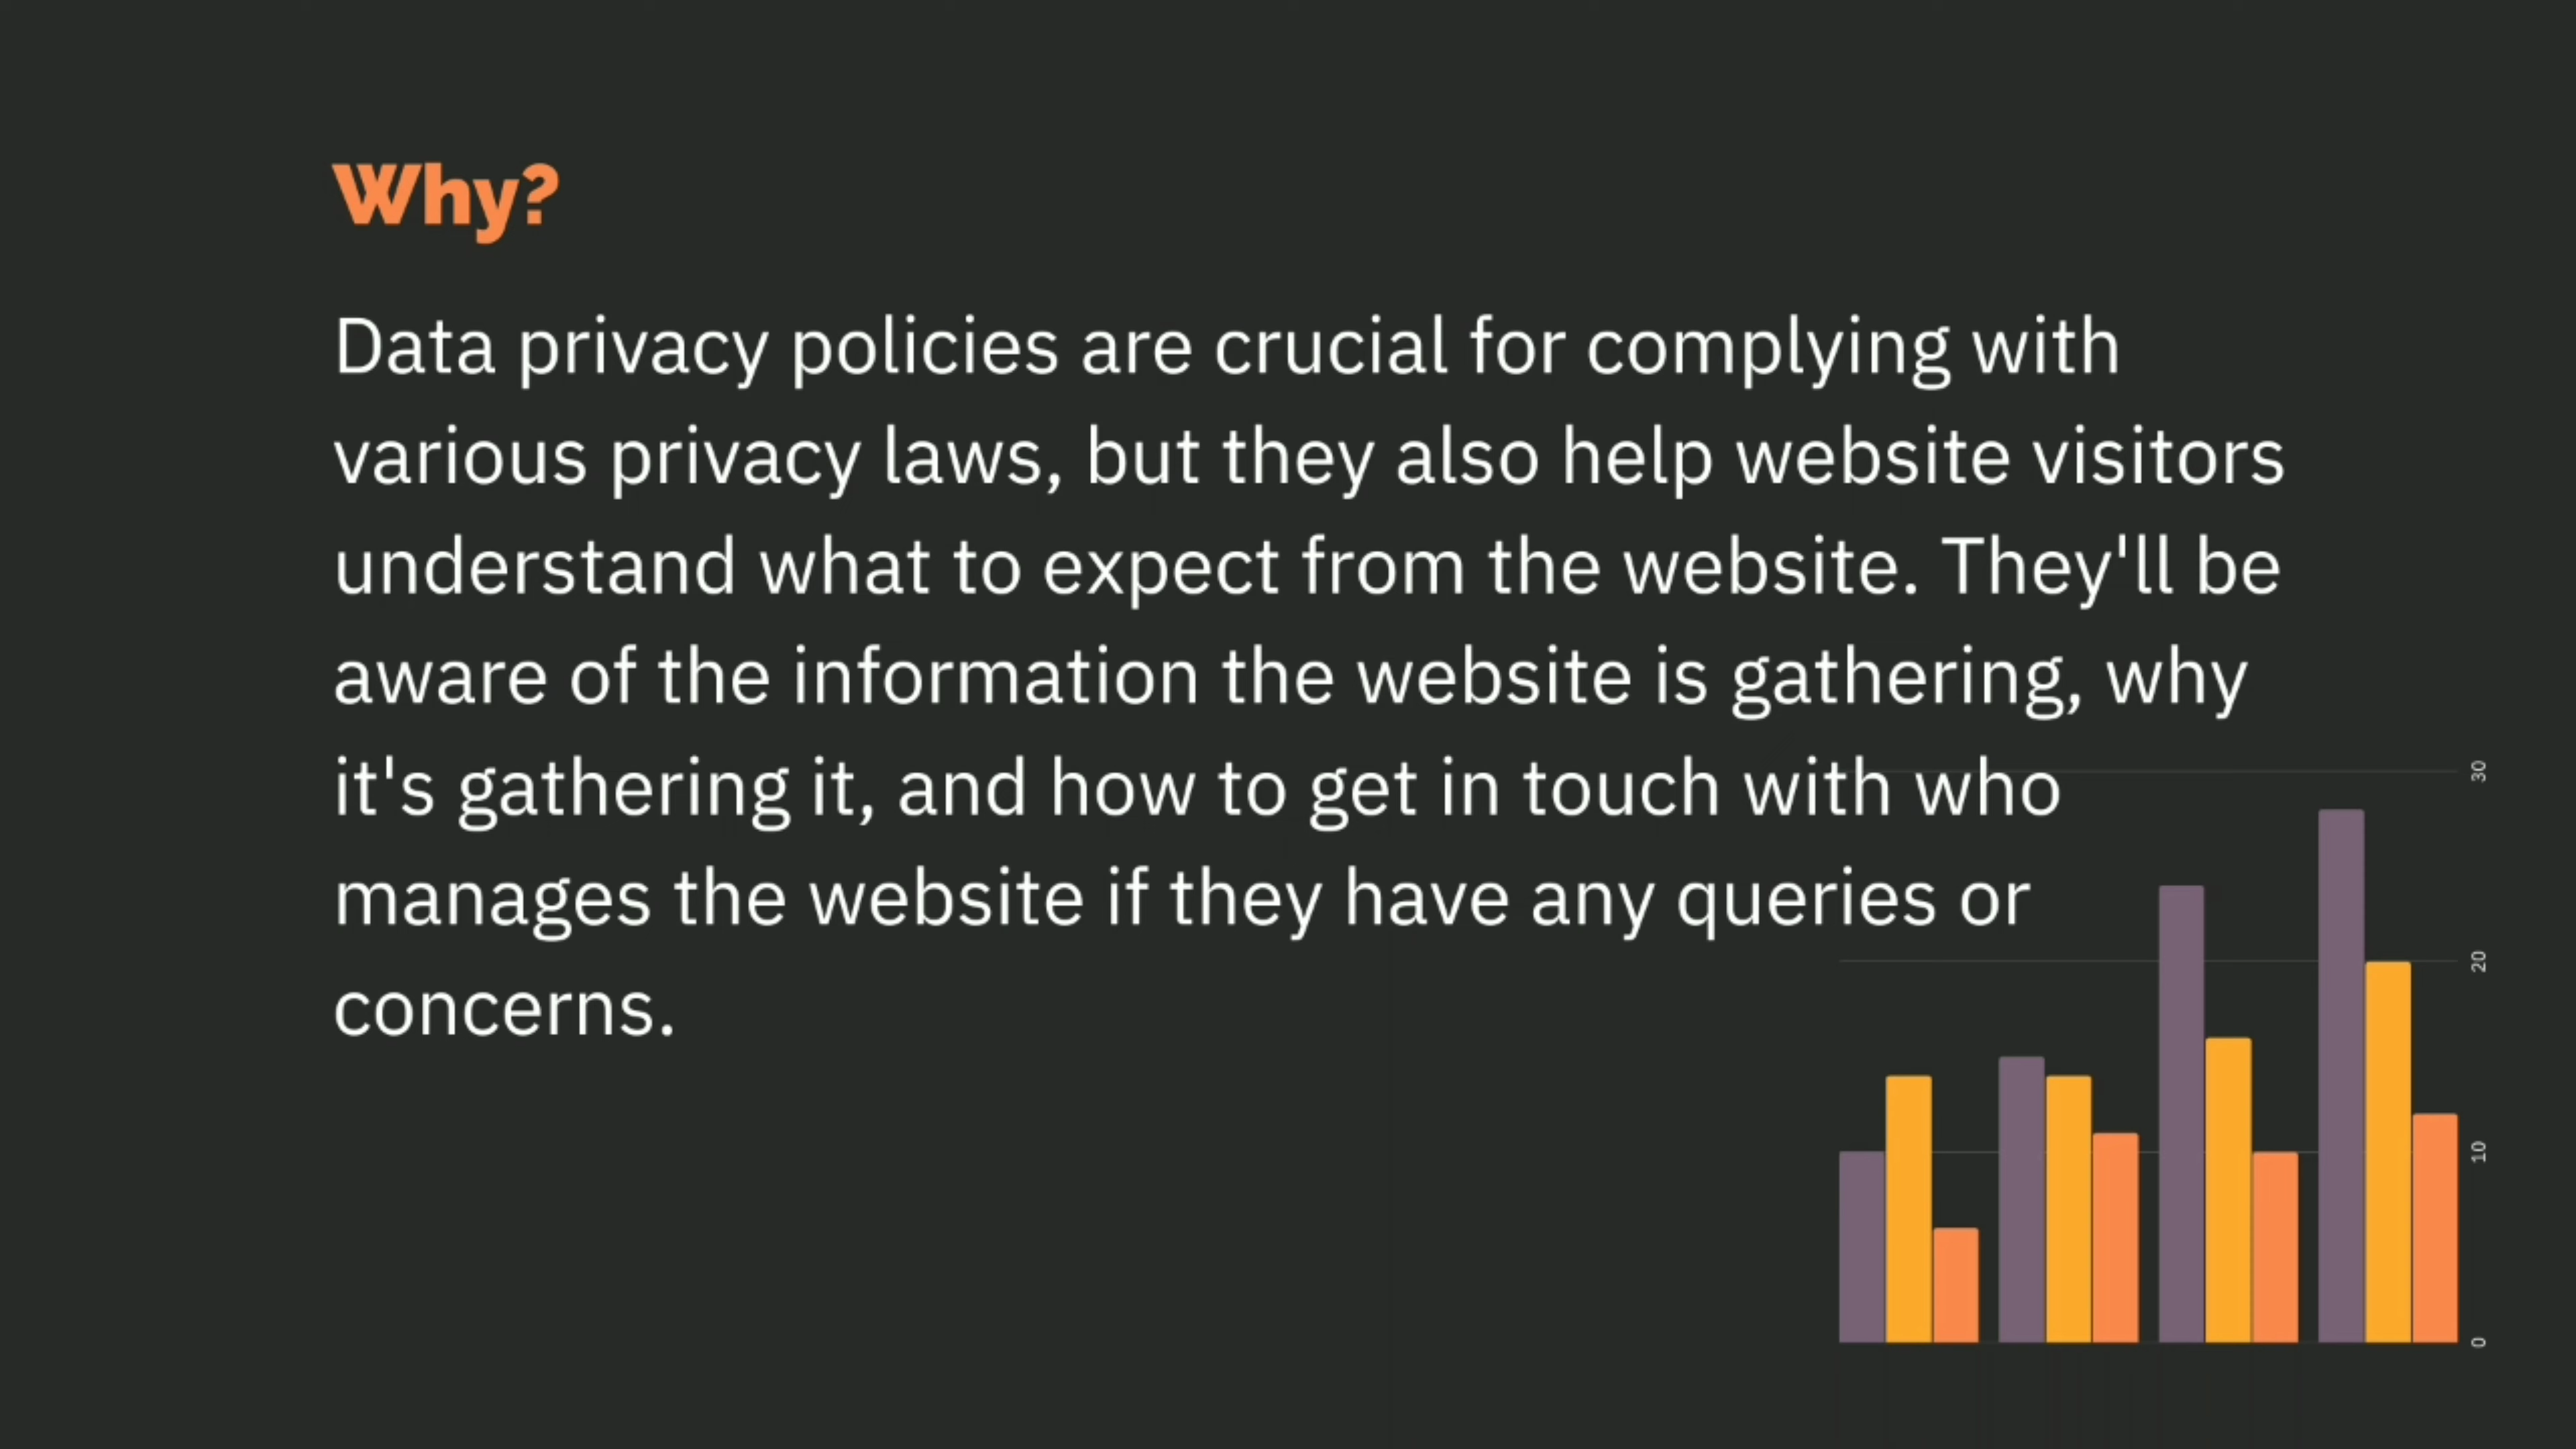 Why?
Data privacy policies are crucial for complying with
various privacy laws, but they also help website visitors
understand what to expect from the website. They'll be
aware of the information the website is gathering, why
it's gathering it, and how to get in touch with who
manages the website if they have any queries or
concerns.
30
20
10
0